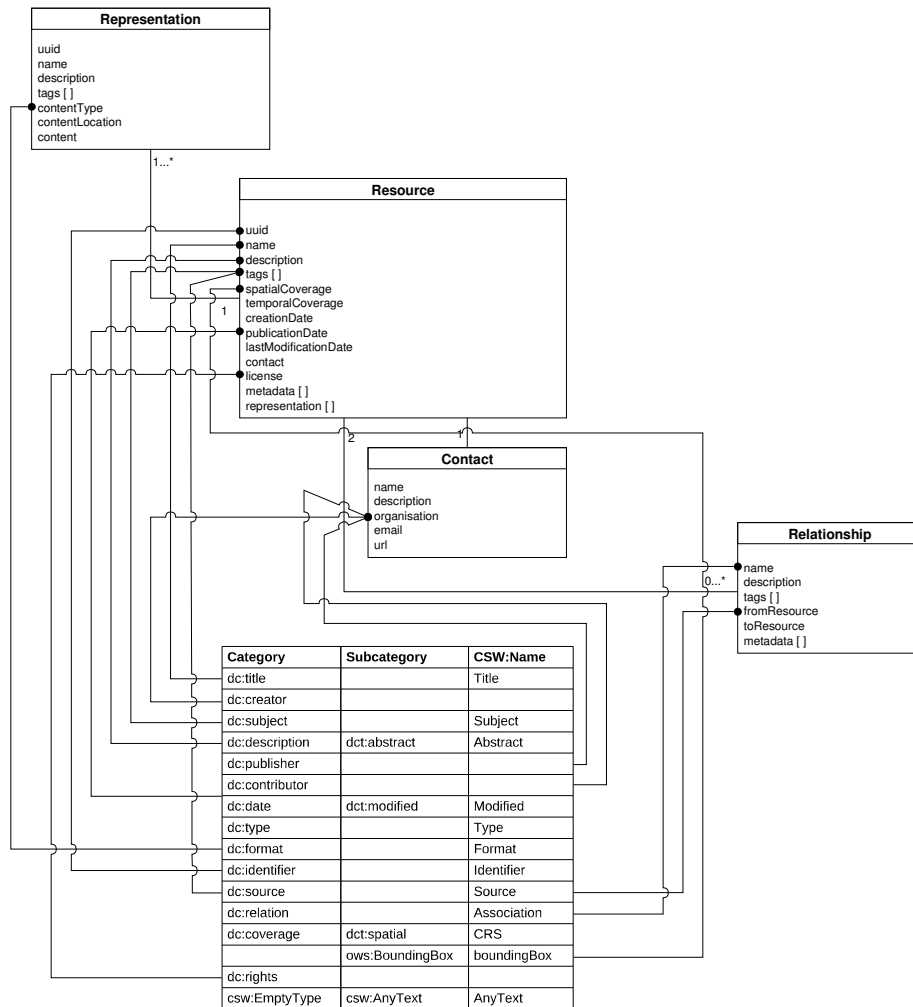 Representation
uuid
name
description
tags [ ]
contentType
contentLocation
content
1...*
Resource
uuid
name
description
tags [ ]
spatialCoverage
temporalCoverage
1
creationDate
publicationDate
lastModificationDate
contact
license
metadata [ ]
representation [ ]
2
1
Contact
name
description
organisation
email
url
Relationship
name
0...*
description
tags [ ]
fromResource
toResource
metadata [ ]
Category Subcategory CSW:Name
dc:title Title
dc:creator
dc:subject Subject
dc:description dct:abstract Abstract
dc:publisher
dc:contributor
dc:date dct:modified Modified
dc:type Type
dc:format Format
dc:identifier Identifier
dc:source Source
dc:relation Association
dc:coverage dct:spatial CRS
ows:BoundingBox boundingBox
dc:rights
csw:EmptyType csw:AnyText AnyText